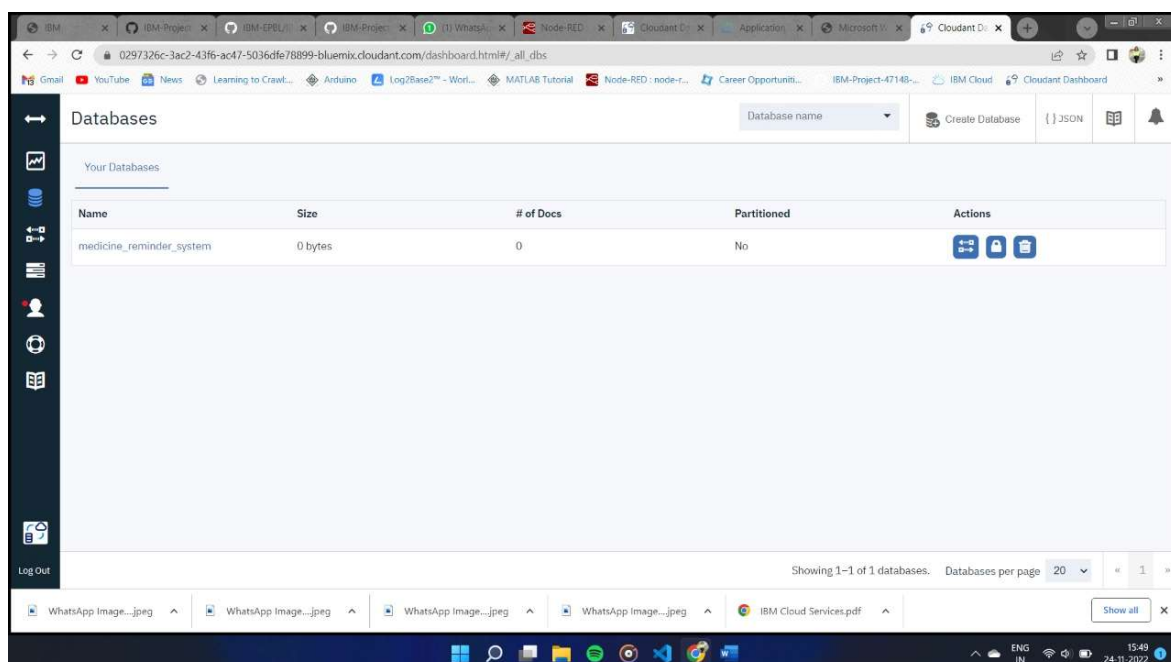 IBM IBM-Project IBM-EPBL/ IBM-Project (1) WhatsA Node-RED Cloudant D Application Microsoft W Cloudant Da
0297326c-3ac2-43f6-ac47-5036dfe78899-bluemix.cloudant.com/dashboard.html#/_all_dbs
Gmail YouTube News Learning to Crawl:... Arduino Log2Base2™ - Worl... MATLAB Tutorial Node-RED : node-r... Career Opportuniti... IBM-Project-47148-... IBM Cloud Cloudant Dashboard »
Databases Database name Create Database { } JSON
Your Databases
Name Size # of Docs Partitioned Actions
medicine_reminder_system 0 bytes 0 No
Log Out Showing 1–1 of 1 databases. Databases per page 20 « 1 »
WhatsApp Image....jpeg WhatsApp Image....jpeg WhatsApp Image....jpeg WhatsApp Image....jpeg IBM Cloud Services.pdf Show all
ENG 15:49
IN 24-11-2022